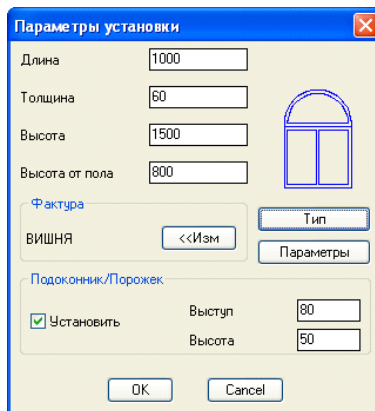 Параметры установки
Длина 1000
Толщина 60
Высота 1500
Высота от пола 800
Фактура
ВИШНЯ <<Изм
Тип
Параметры
Подоконник/Порожек
Установить
Выступ 80
Высота 50
OK Cancel